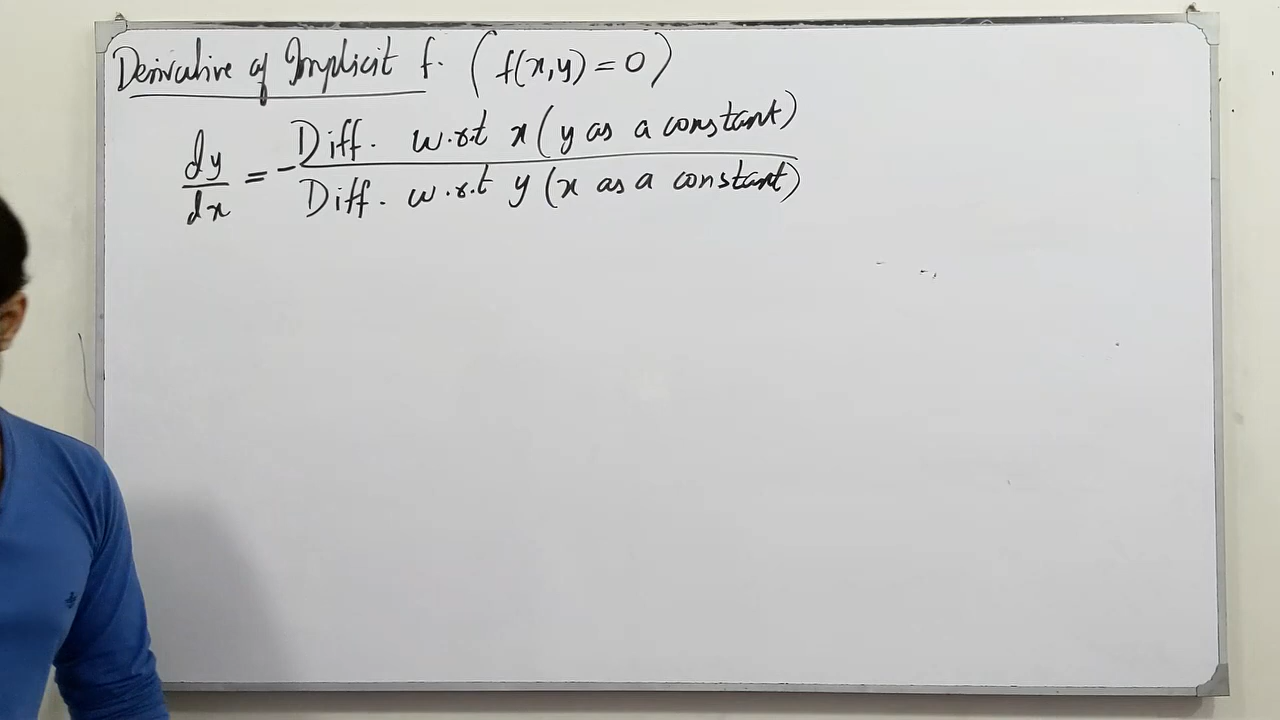 Derivative of Implicit f. (f(x,y) = 0)
dy/dx = - Diff. w.r.t x (y as a constant)
Diff. w.r.t y (x as a constant)